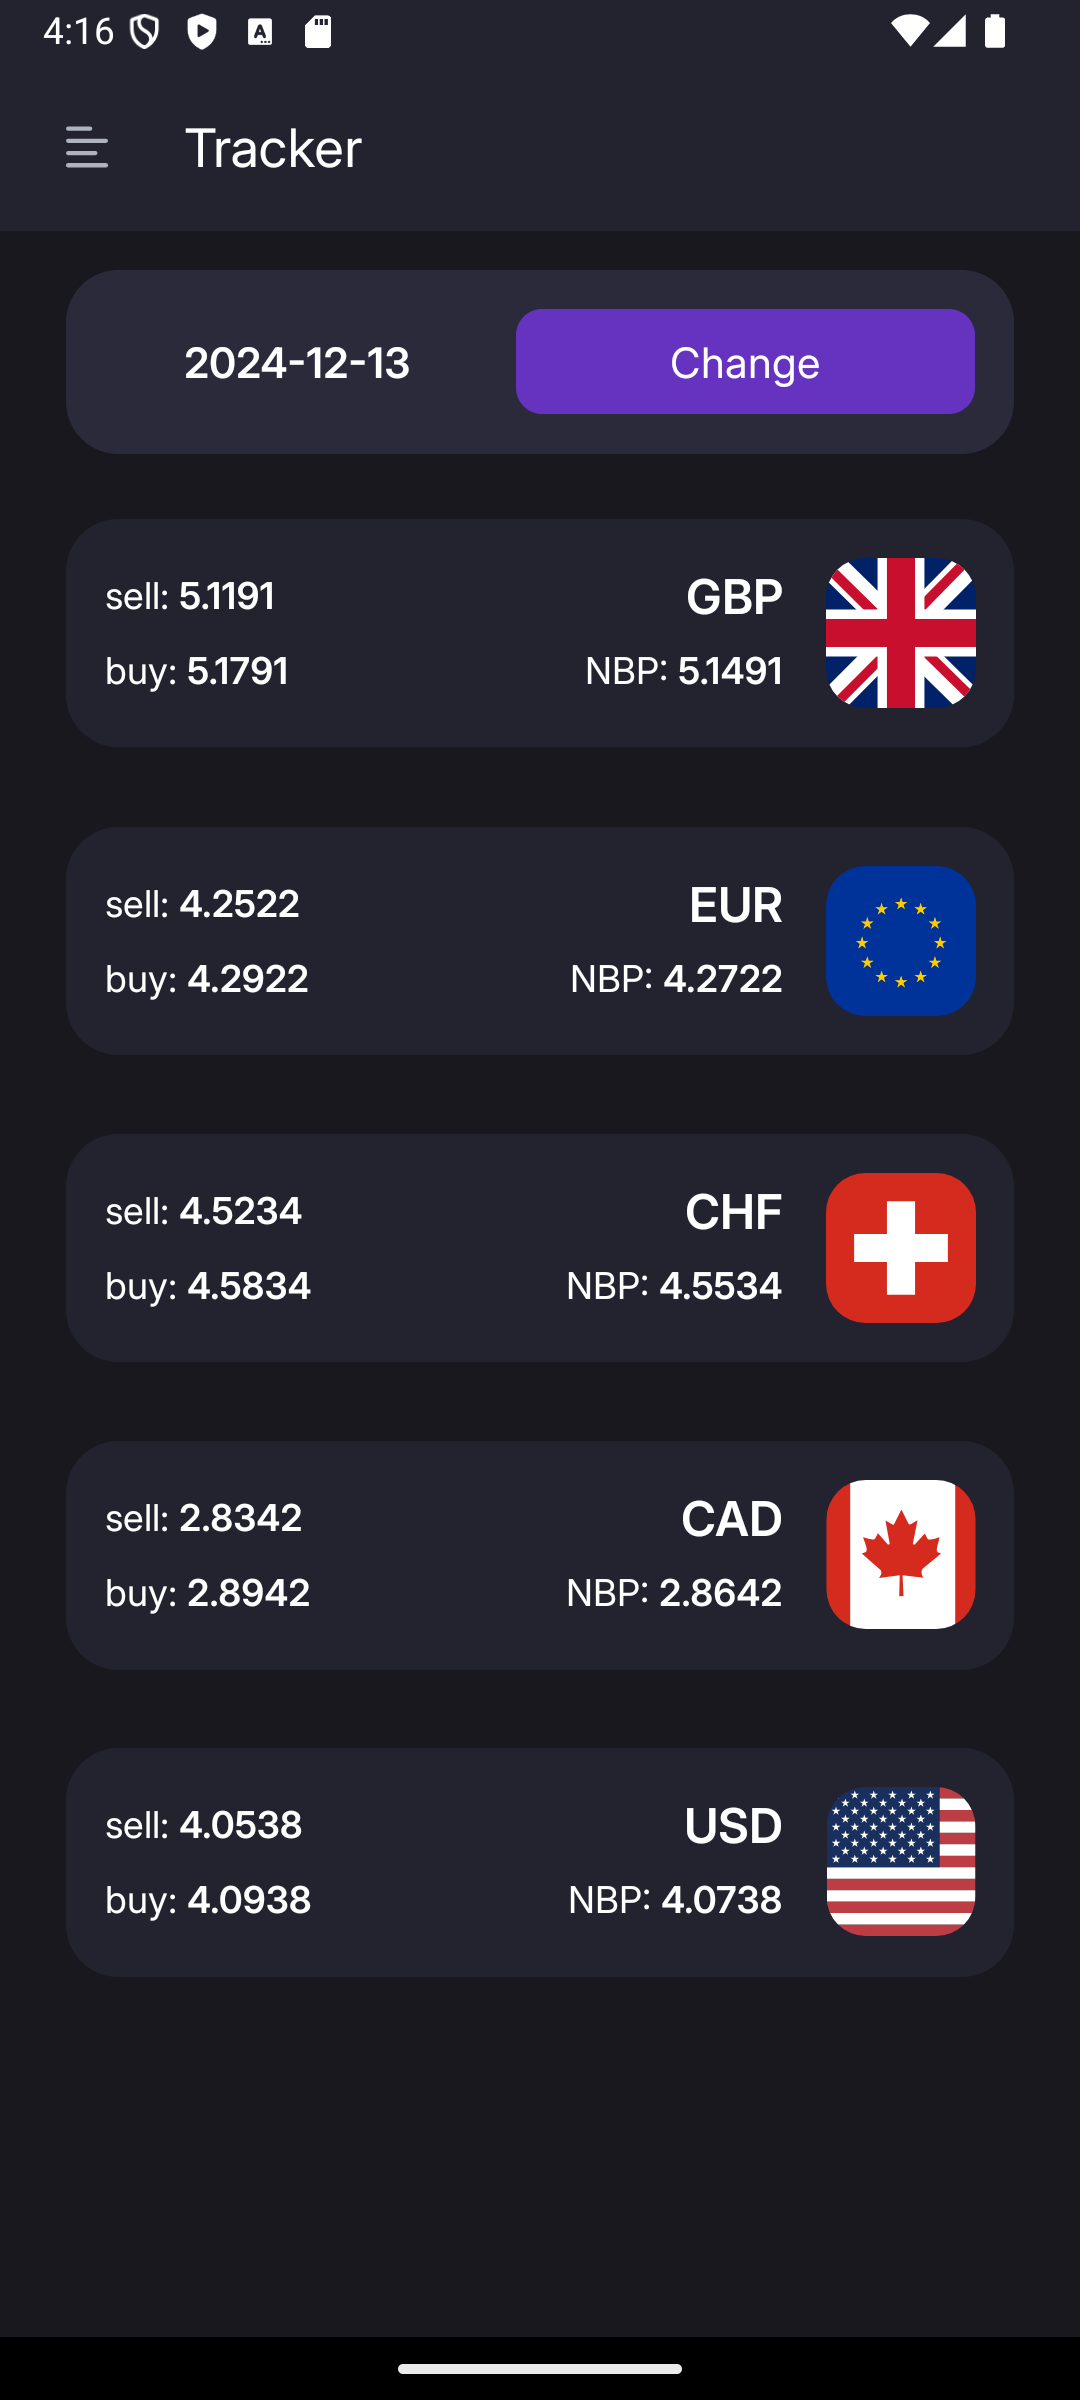 4:16
Tracker
2024-12-13
Change
sell: 5.1191
GBP
buy: 5.1791
NBP: 5.1491
sell: 4.2522
EUR
buy: 4.2922
NBP: 4.2722
sell: 4.5234
CHF
buy: 4.5834
NBP: 4.5534
sell: 2.8342
CAD
buy: 2.8942
NBP: 2.8642
sell: 4.0538
USD
buy: 4.0938
NBP: 4.0738